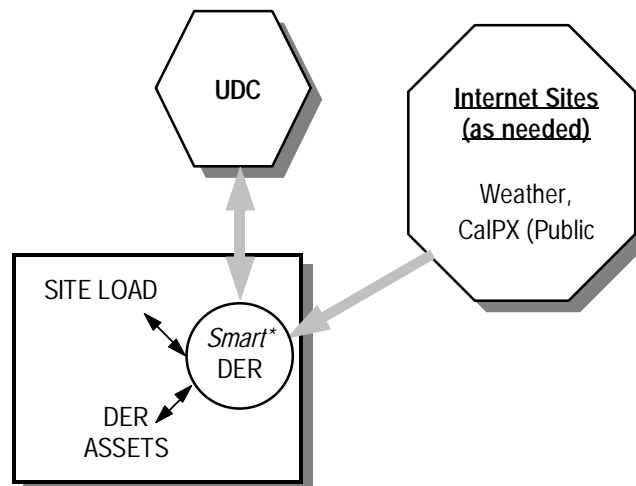 UDC
Internet Sites
(as needed)
Weather,
CalPX (Public
SITE LOAD
Smart*
DER
DER
ASSETS